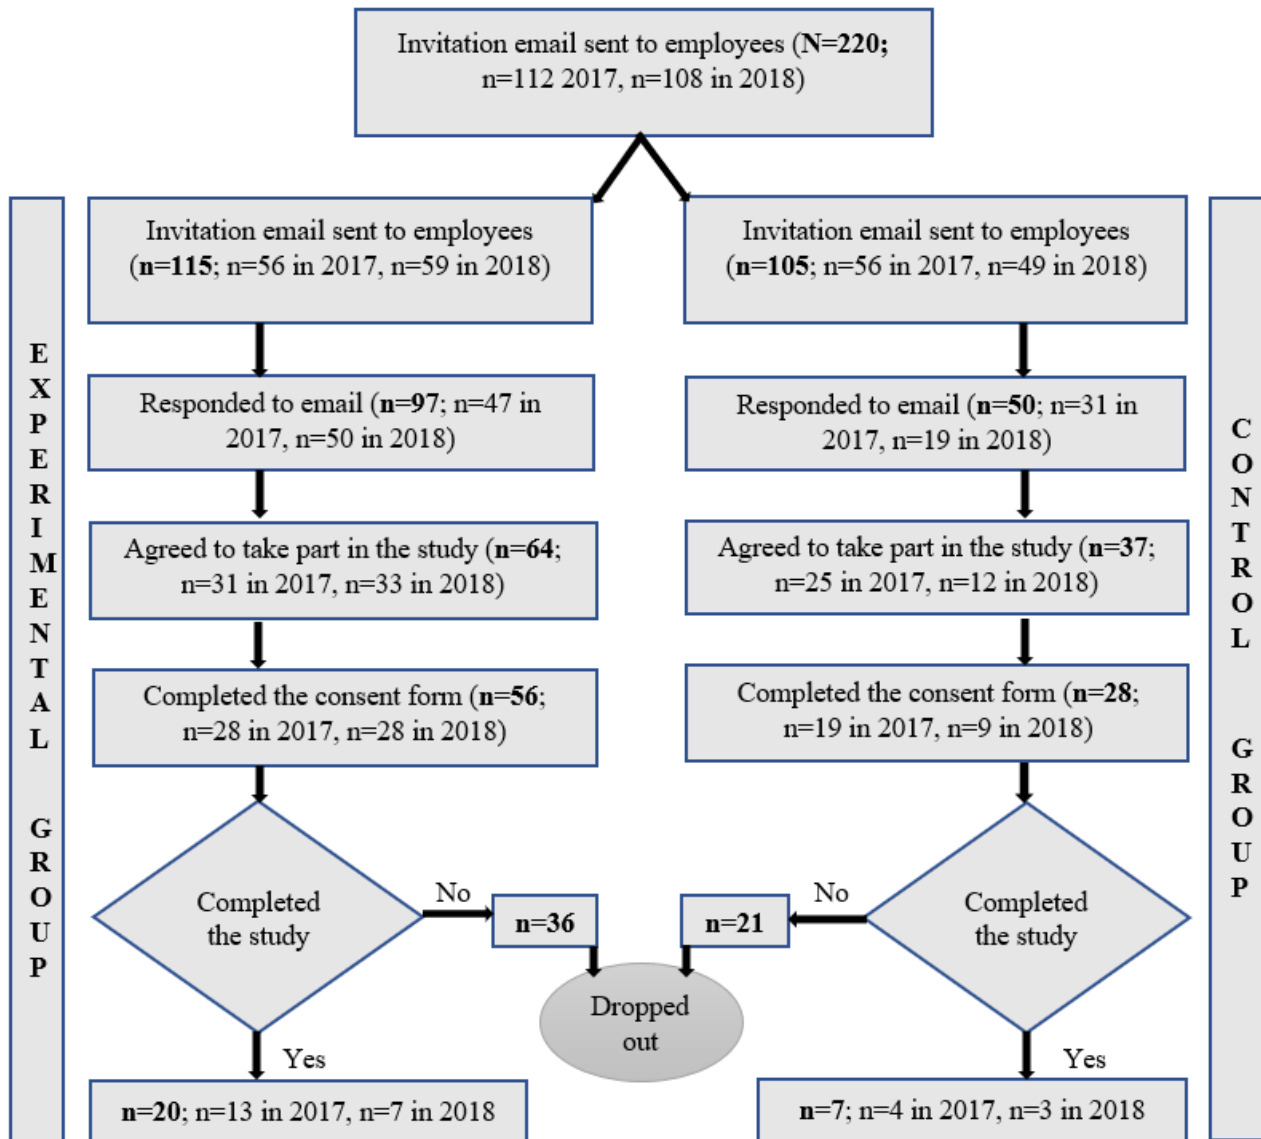 Invitation email sent to employees (N=220;
n=112 2017, n=108 in 2018)
EXPERIMENTAL GROUP
Invitation email sent to employees
(n=115; n=56 in 2017, n=59 in 2018)
Responded to email (n=97; n=47 in
2017, n=50 in 2018)
Agreed to take part in the study (n=64;
n=31 in 2017, n=33 in 2018)
Completed the consent form (n=56;
n=28 in 2017, n=28 in 2018)
Completed
the study
No
n=36
Yes
n=20; n=13 in 2017, n=7 in 2018
Invitation email sent to employees
(n=105; n=56 in 2017, n=49 in 2018)
Responded to email (n=50; n=31 in
2017, n=19 in 2018)
Agreed to take part in the study (n=37;
n=25 in 2017, n=12 in 2018)
Completed the consent form (n=28;
n=19 in 2017, n=9 in 2018)
Completed
the study
No
n=21
Yes
n=7; n=4 in 2017, n=3 in 2018
Dropped
out
CONTROL GROUP